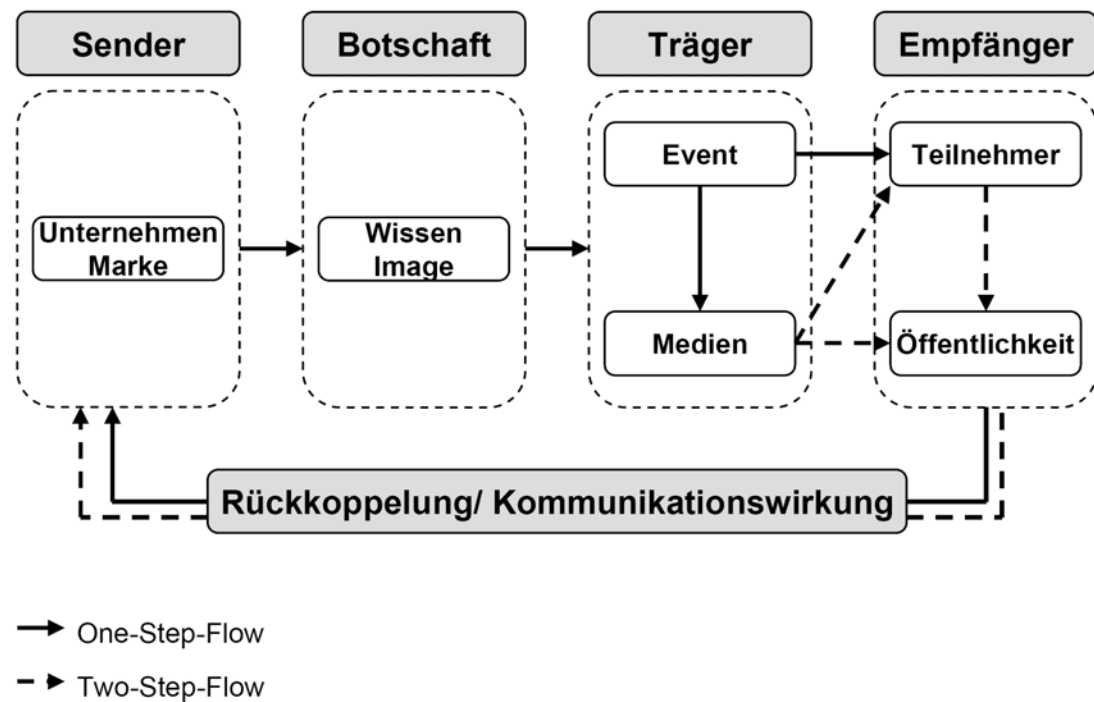 Sender
Botschaft
Träger
Empfänger
Event
Teilnehmer
Unternehmen
Marke
Wissen
Image
Medien
Öffentlichkeit
Rückkoppelung/ Kommunikationswirkung
One-Step-Flow
Two-Step-Flow